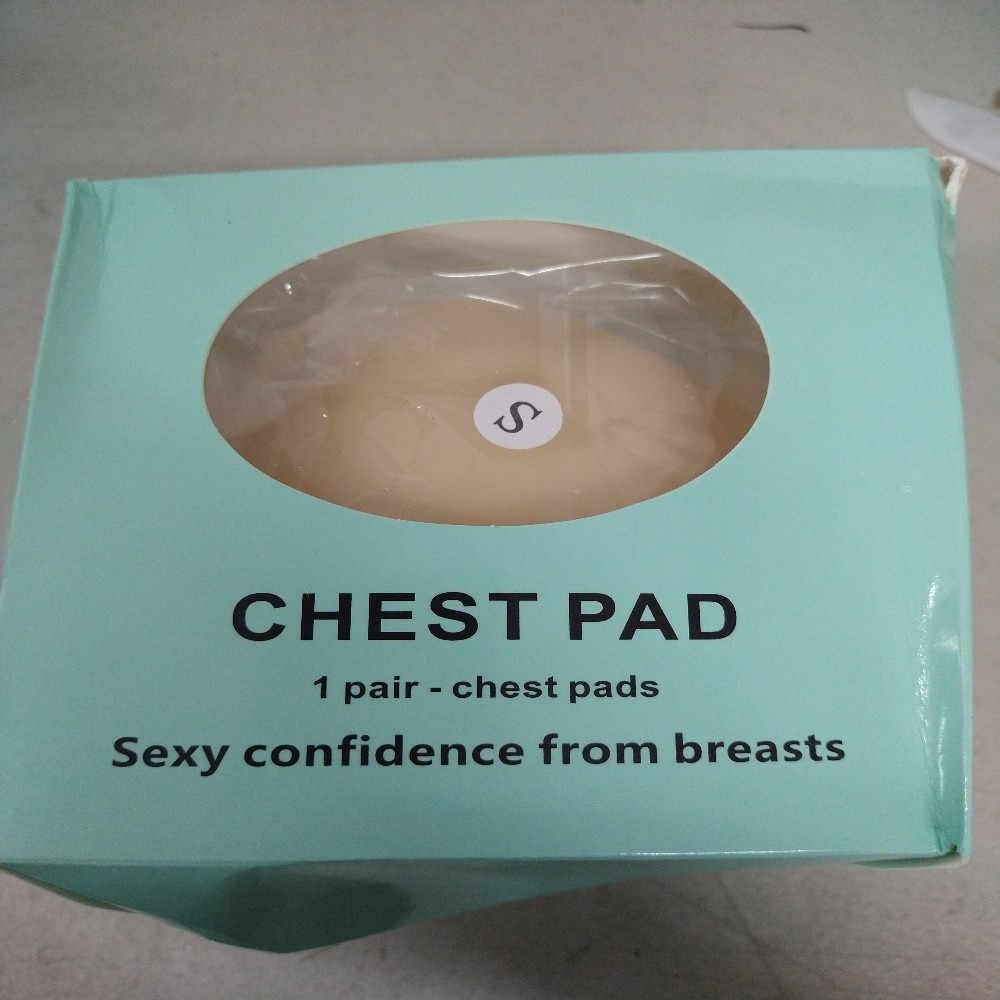 S
CHEST PAD
1 pair - chest pads
Sexy confidence from breasts